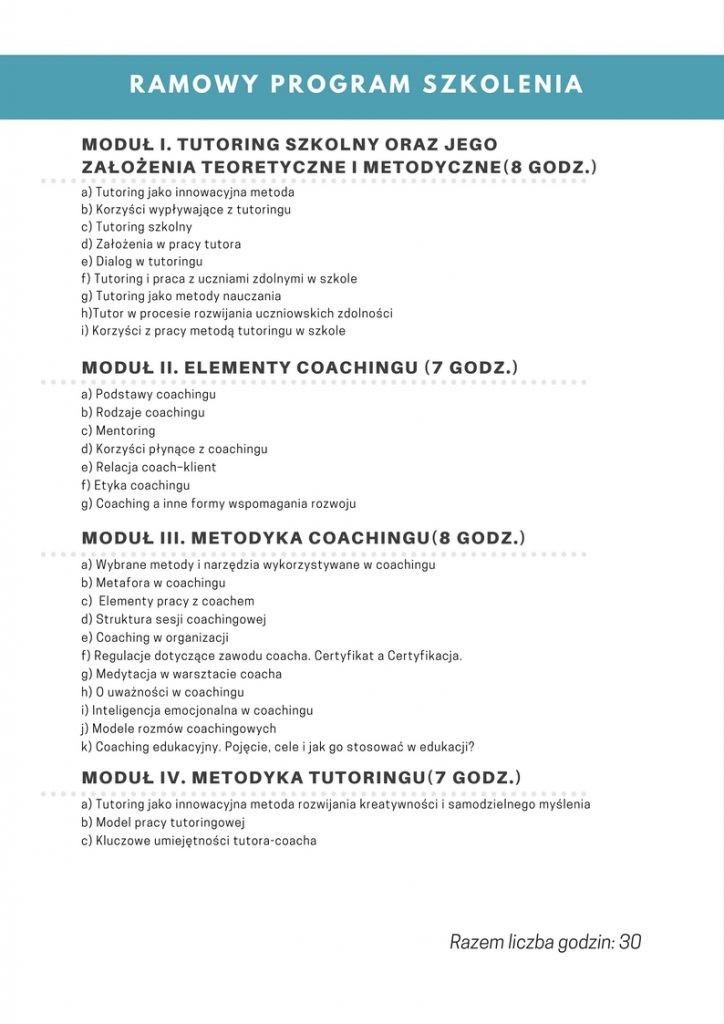 RAMOWY PROGRAM SZKOLENIA
MODUŁ I. TUTORING SZKOLNY ORAZ JEGO
ZAŁOŻENIA TEORETYCZNE I METODYCZNE(8 GODZ.)
a) Tutoring jako innowacyjna metoda
b) Korzyści wypływające z tutoringu
c) Tutoring szkolny
d) Założenia w pracy tutora
e) Dialog w tutoringu
f) Tutoring i praca z uczniami zdolnymi w szkole
g) Tutoring jako metody nauczania
h)Tutor w procesie rozwijania uczniowskich zdolności
i) Korzyści z pracy metodą tutoringu w szkole
MODUŁ II. ELEMENTY COACHINGU (7 GODZ.)
a) Podstawy coachingu
b) Rodzaje coachingu
c) Mentoring
d) Korzyści płynące z coachingu
e) Relacja coach–klient
f) Etyka coachingu
g) Coaching a inne formy wspomagania rozwoju
MODUŁ III. METODYKA COACHINGU(8 GODZ.)
a) Wybrane metody i narzędzia wykorzystywane w coachingu
b) Metafora w coachingu
c)  Elementy pracy z coachem
d) Struktura sesji coachingowej
e) Coaching w organizacji
f) Regulacje dotyczące zawodu coacha. Certyfikat a Certyfikacja.
g) Medytacja w warsztacie coacha
h) O uważności w coachingu
i) Inteligencja emocjonalna w coachingu
j) Modele rozmów coachingowych
k) Coaching edukacyjny. Pojęcie, cele i jak go stosować w edukacji?
MODUŁ IV. METODYKA TUTORINGU(7 GODZ.)
a) Tutoring jako innowacyjna metoda rozwijania kreatywności i samodzielnego myślenia
b) Model pracy tutoringowej
c) Kluczowe umiejętności tutora-coacha
Razem liczba godzin: 30